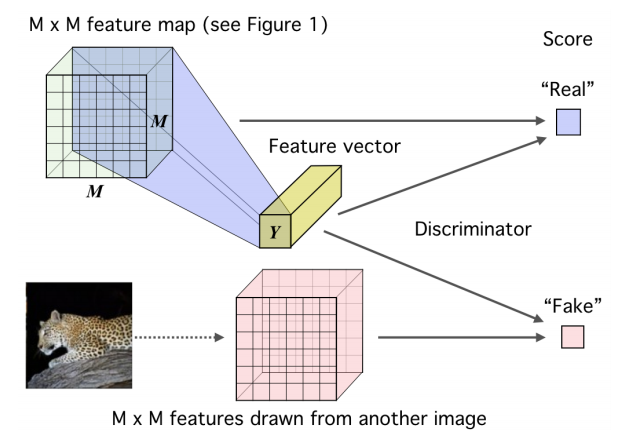 M x M feature map (see Figure 1)
Score
"Real"
M
Feature vector
M
Y
Discriminator
"Fake"
M x M features drawn from another image